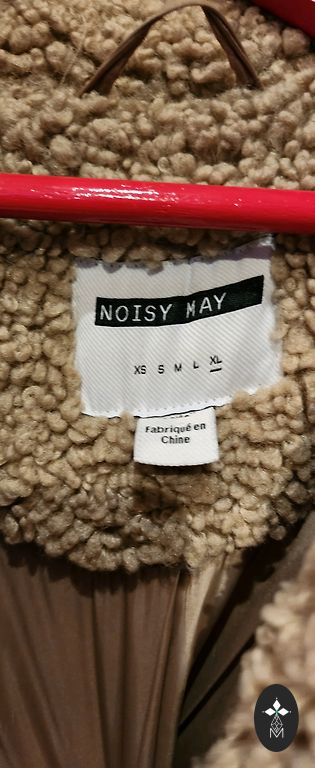 NOISY MAY
XS S M L XL
Fabriqué en
Chine